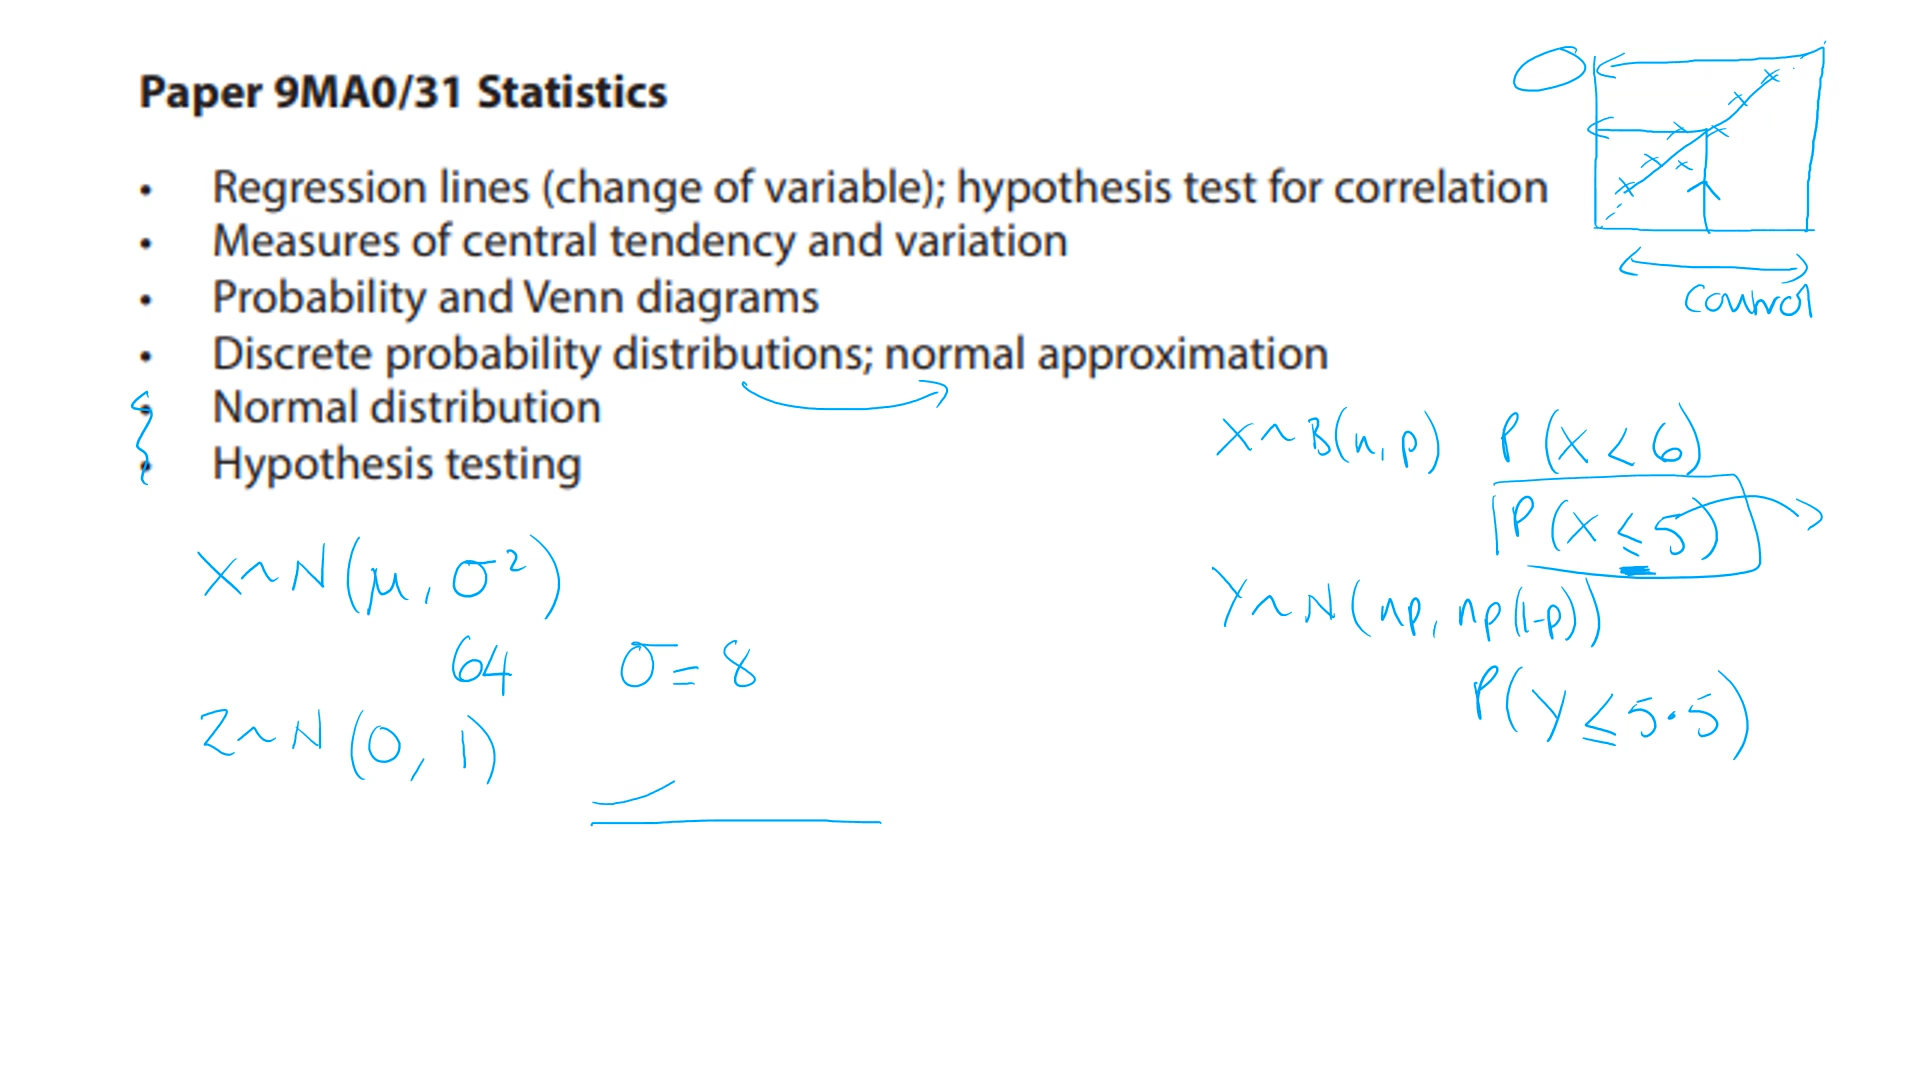 Paper 9MA0/31 Statistics
• Regression lines (change of variable); hypothesis test for correlation
• Measures of central tendency and variation
• Probability and Venn diagrams
• Discrete probability distributions; normal approximation
• Normal distribution
• Hypothesis testing
control
X~B(n, p) P(X < 6)
P(X ≤ 5)
X~N(μ, σ²)
Y~N(np, np(1-p))
64 σ = 8
P(Y ≤ 5.5)
Z~N(0, 1)